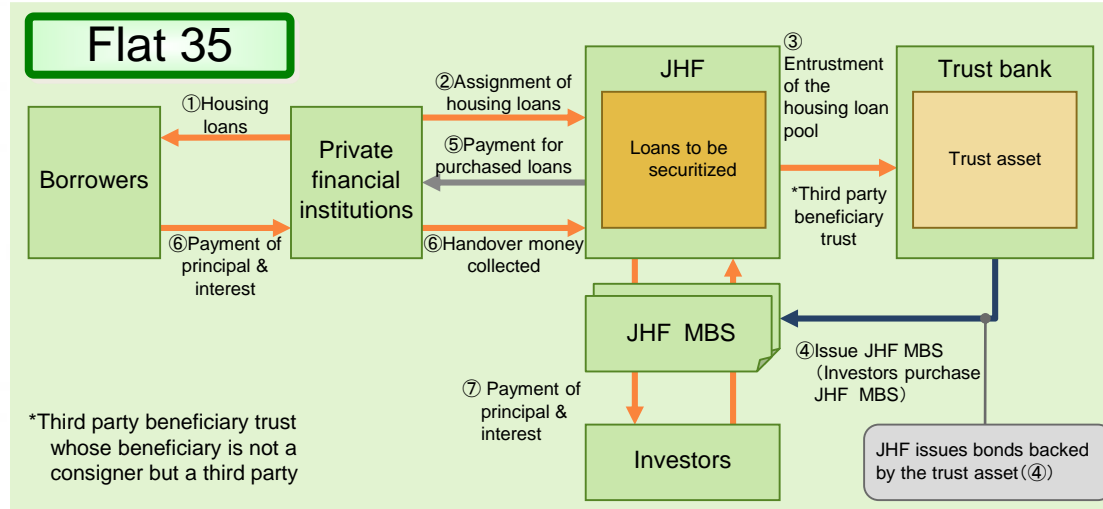 Flat 35
①Housing
loans
②Assignment of
housing loans
JHF
③
Entrustment
of the
housing loan
pool
Trust bank
Borrowers
Private
financial
institutions
⑤Payment for
purchased loans
Loans to be
securitized
Trust asset
*Third party
beneficiary
trust
⑥Payment of
principal &
interest
⑥Handover money
collected
JHF MBS
④Issue JHF MBS
（Investors purchase
JHF MBS）
⑦ Payment of
principal &
interest
Investors
*Third party beneficiary trust
whose beneficiary is not a
consigner but a third party
JHF issues bonds backed
by the trust asset（④）